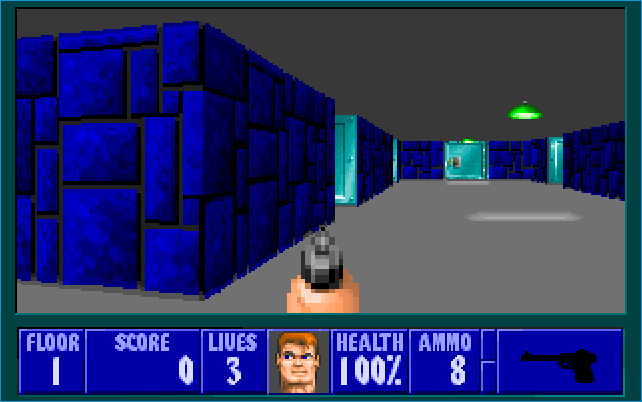 FLOOR SCORE LIVES HEALTH AMMO
1 0 3 100% 8